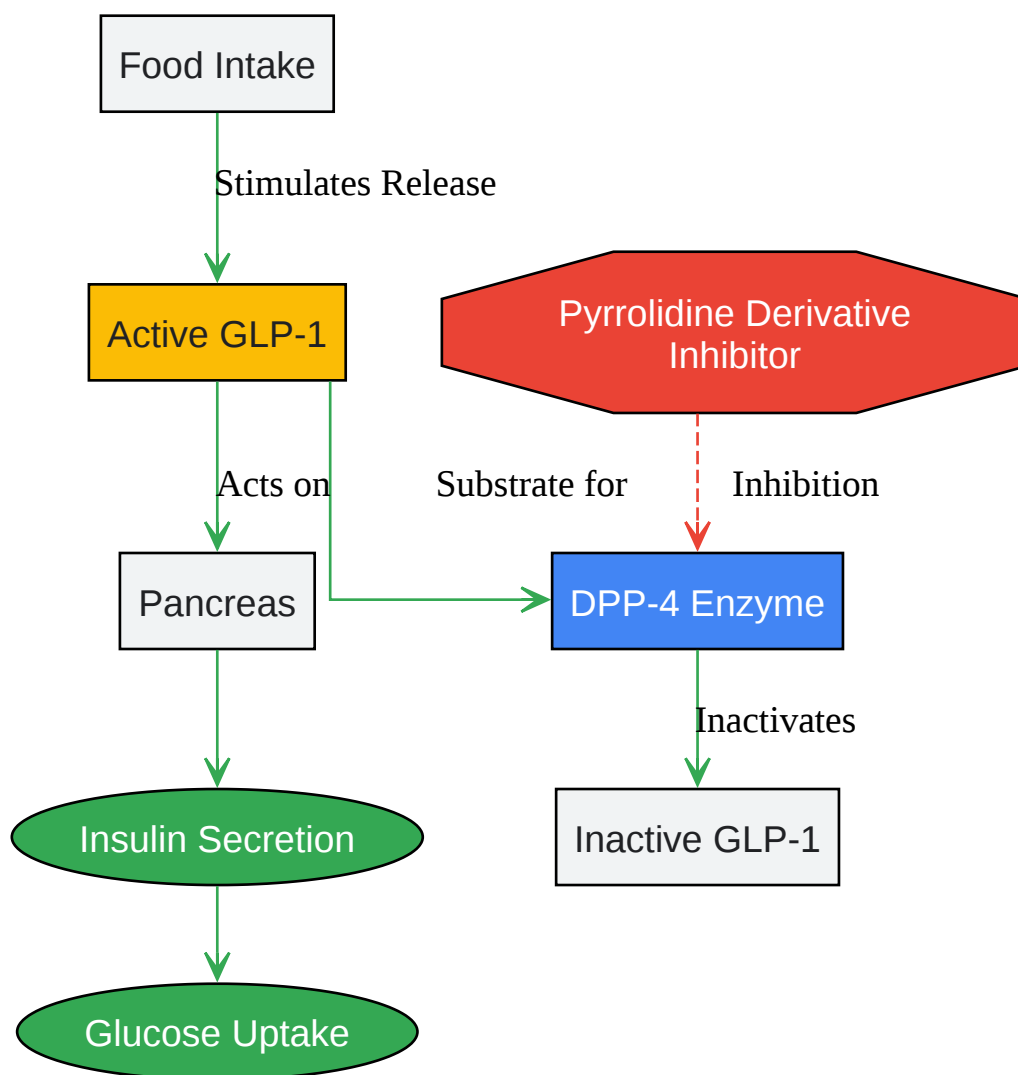 Food Intake
Stimulates Release
Active GLP-1
Pyrrolidine Derivative
Inhibitor
Acts on
Substrate for
Inhibition
Pancreas
DPP-4 Enzyme
Inactivates
Insulin Secretion
Inactive GLP-1
Glucose Uptake